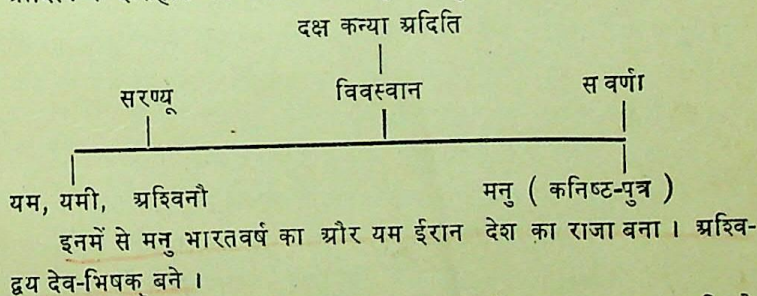 दक्ष कन्या अदिति
सरण्यू विवस्वान सवर्णा
यम, यमी, अश्विनौ मनु ( कनिष्ट-पुत्र )
इनमें से मनु भारतवर्ष का और यम ईरान देश का राजा बना । अश्वि-
द्वय देव-भिषक बने ।